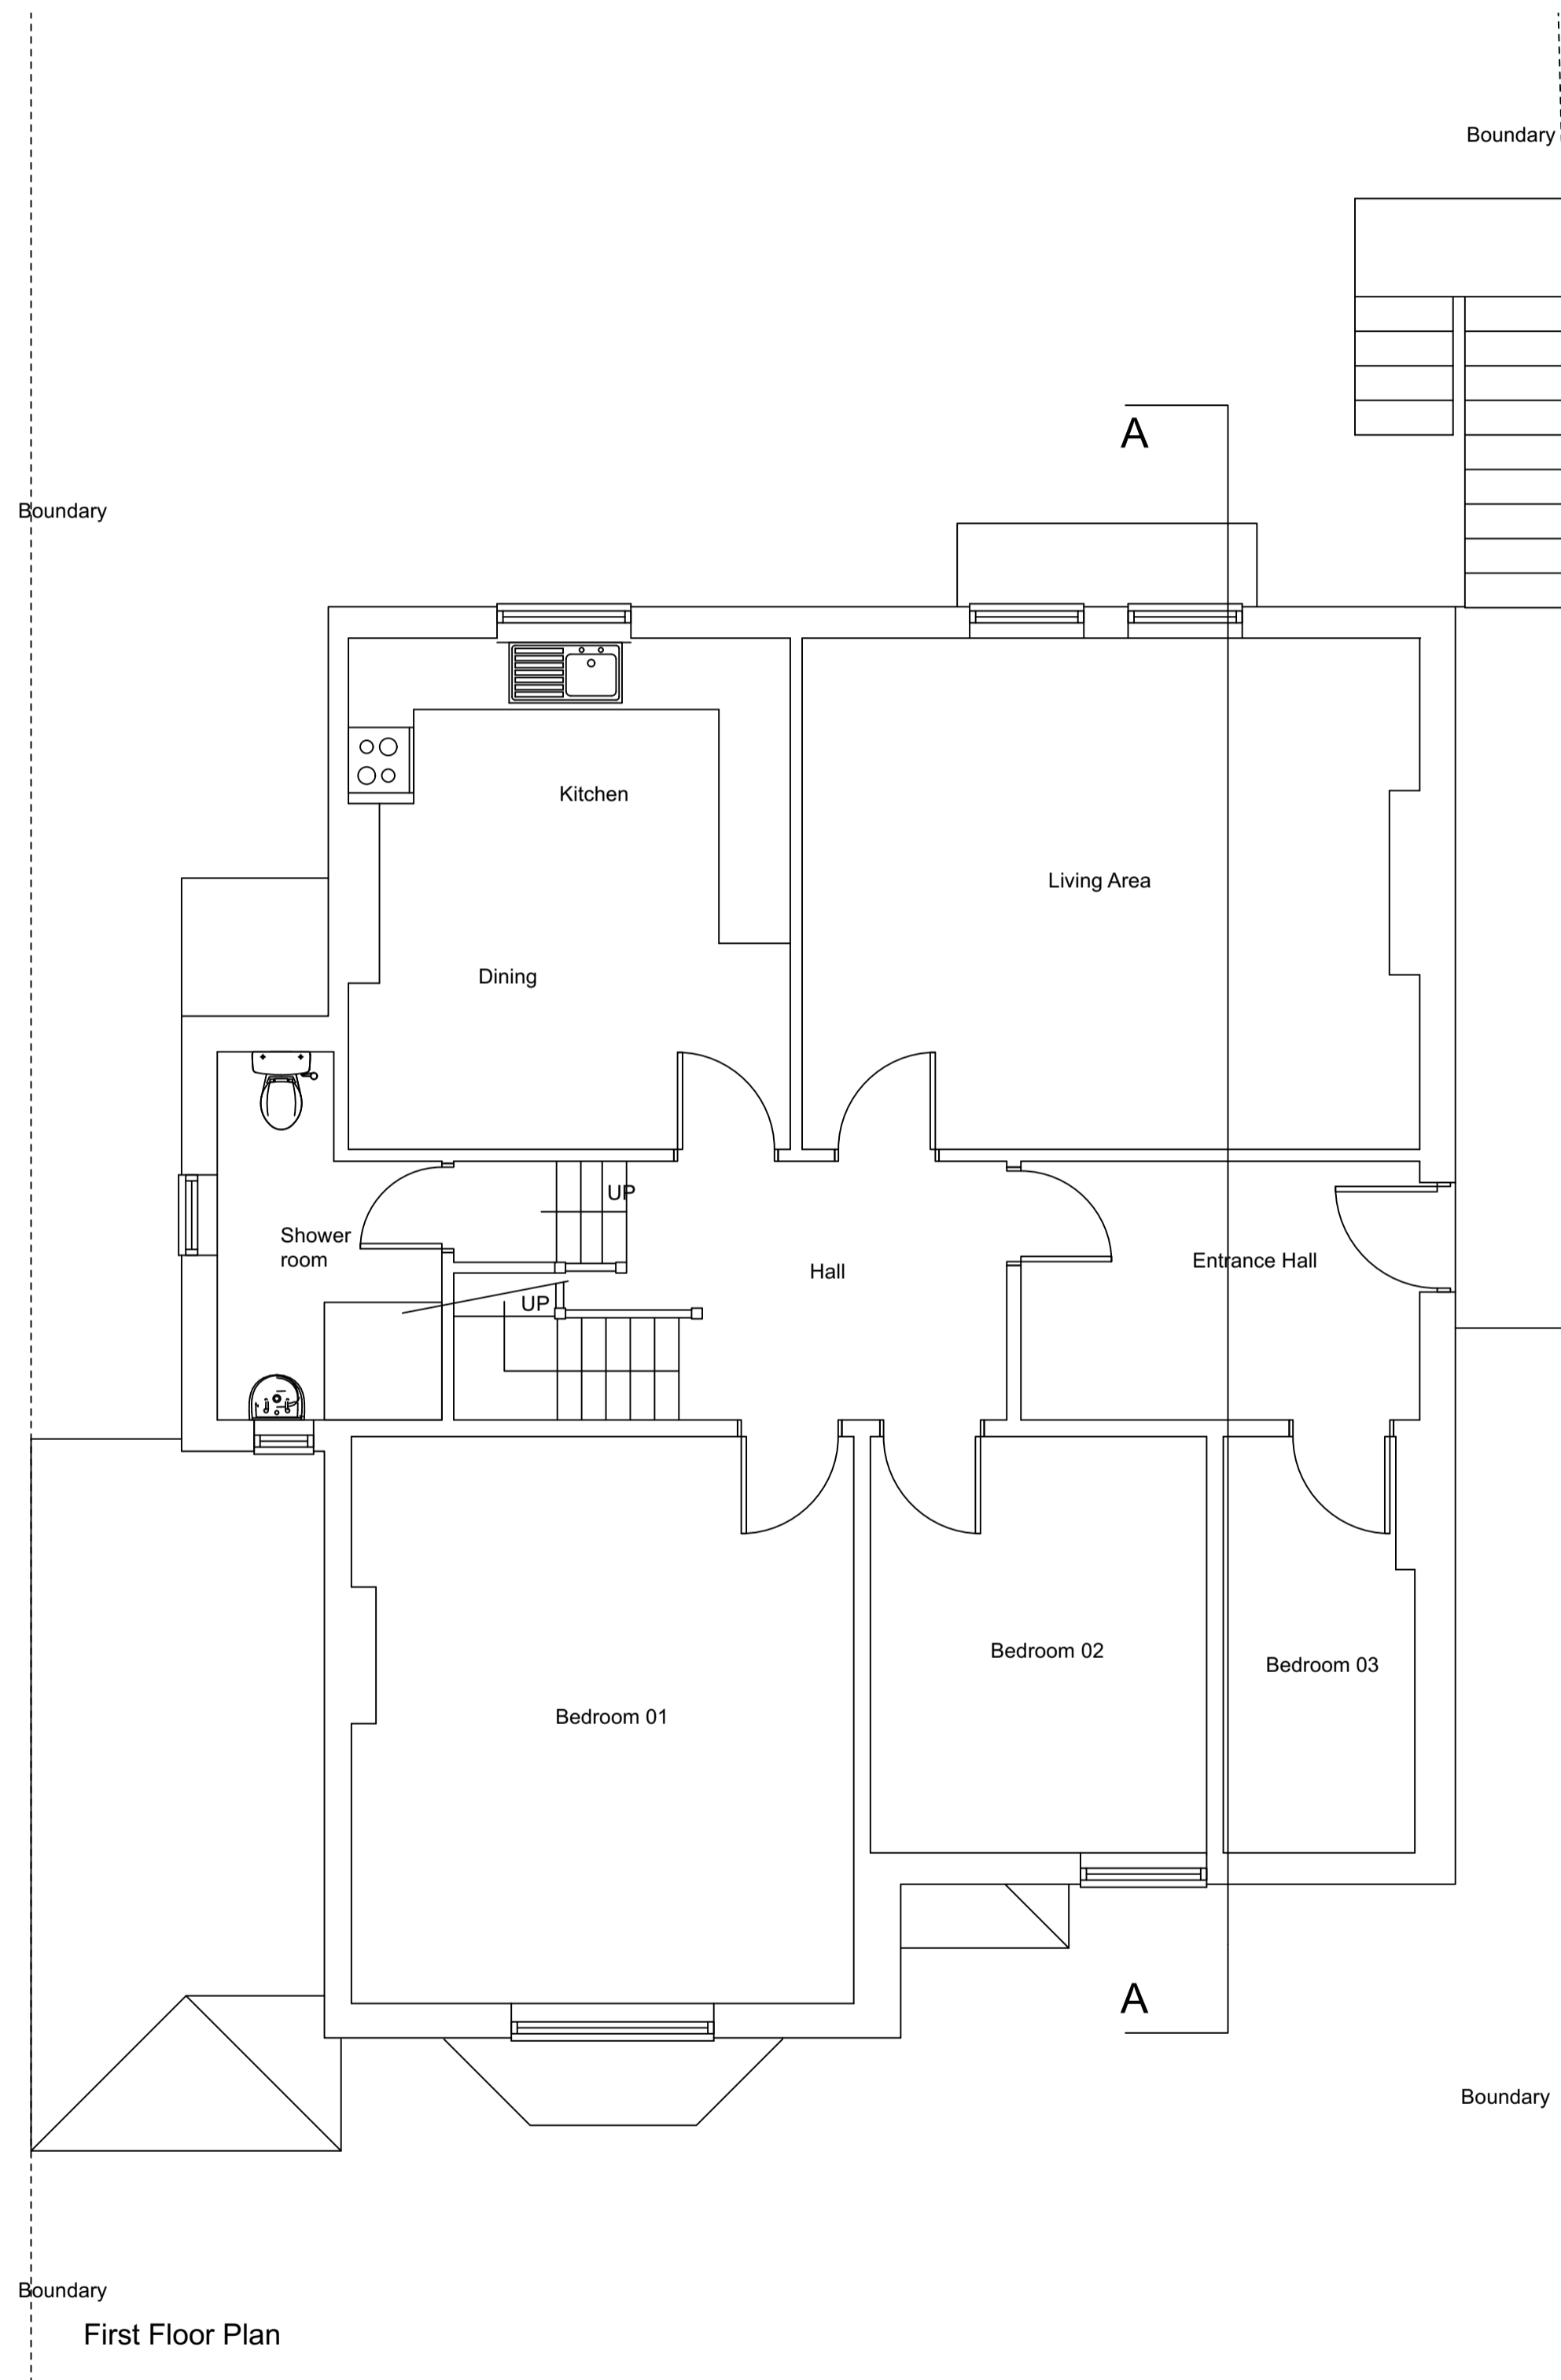 Boundary
A
Boundary
Kitchen
Living Area
Dining
UP
Shower
room
Entrance Hall
Hall
UP
Bedroom 02
Bedroom 03
Bedroom 01
A
Boundary
Boundary
First Floor Plan